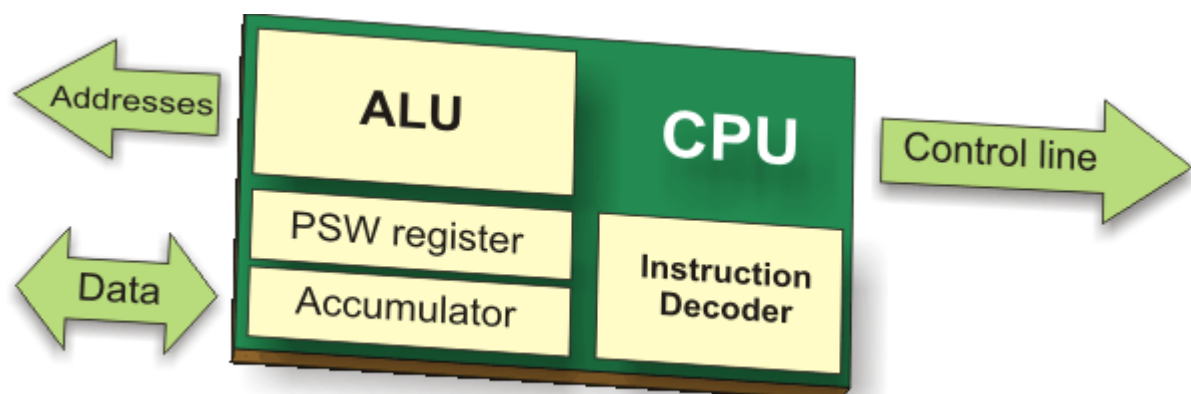 Addresses
ALU
CPU
Control line
PSW register
Data
Accumulator
Instruction
Decoder